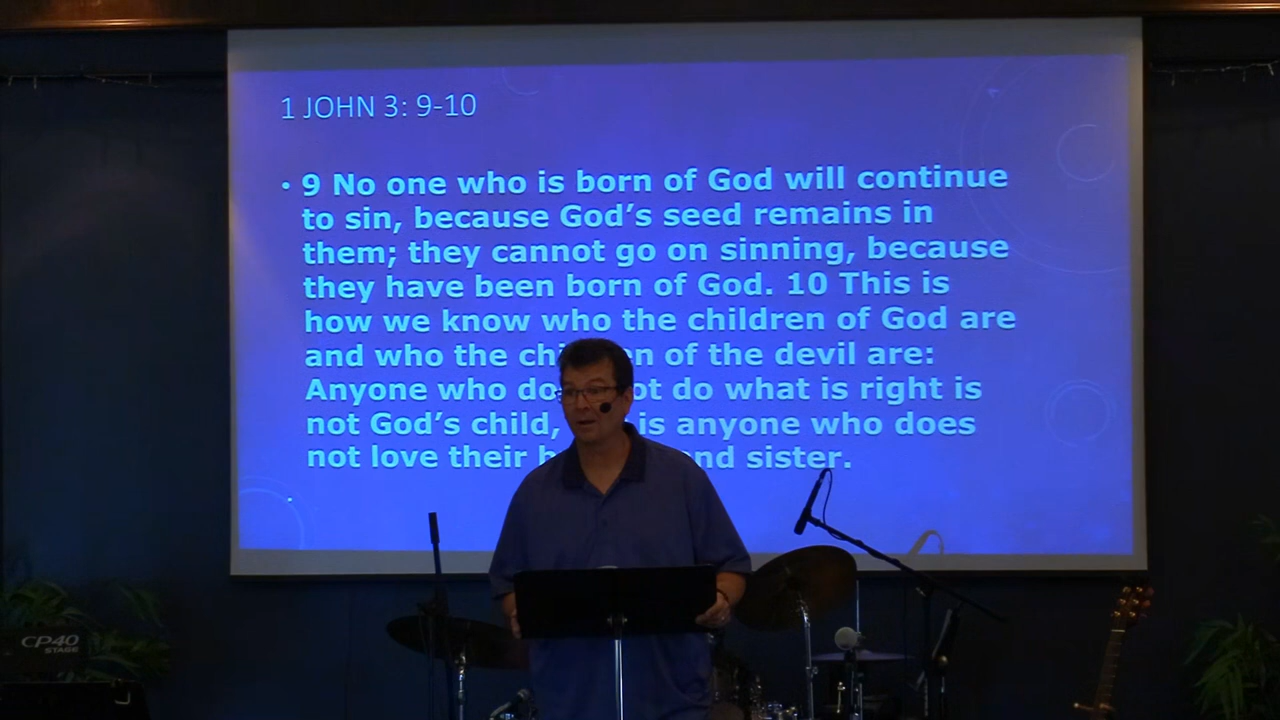 1 JOHN 3: 9-10
• 9 No one who is born of God will continue
to sin, because God's seed remains in
them; they cannot go on sinning, because
they have been born of God. 10 This is
how we know who the children of God are
and who the of the devil are:
Anyone who do what is right is
not God's child, is anyone who does
not love their and sister.
CP40
STAGE